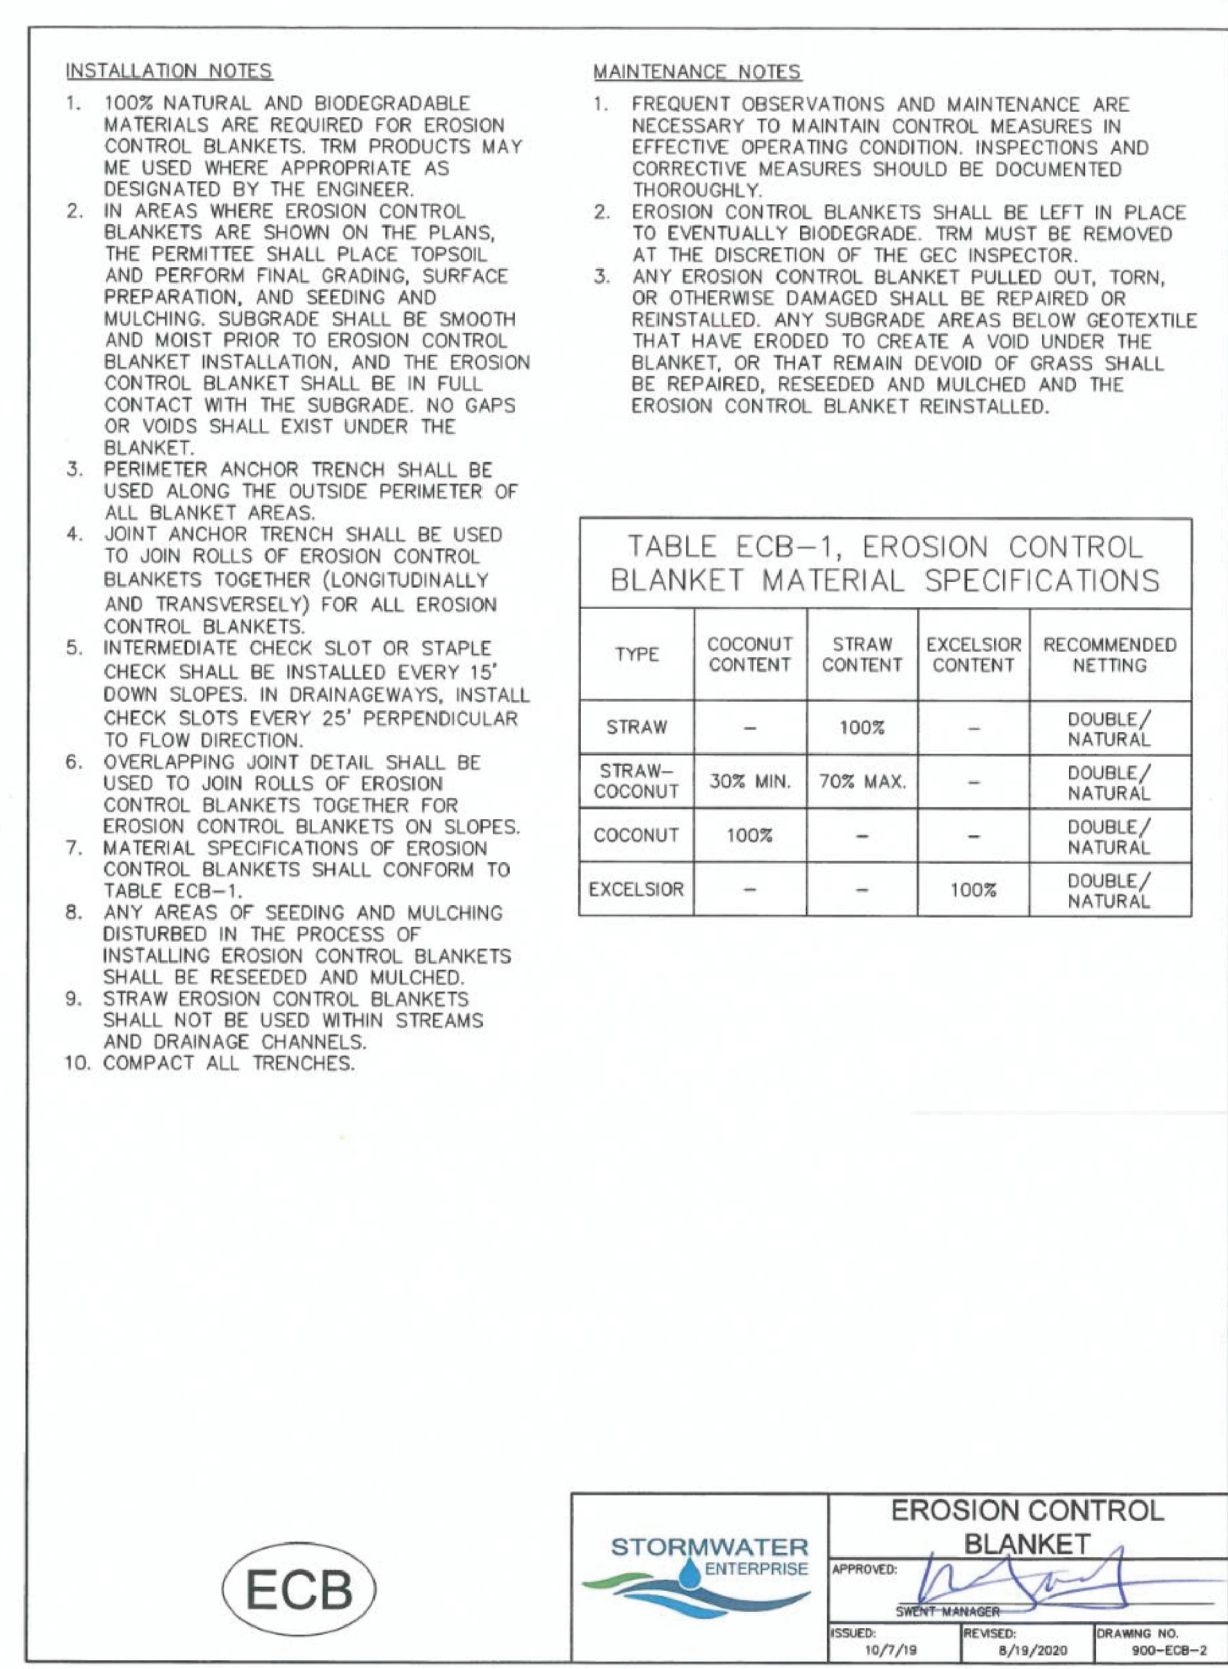 INSTALLATION NOTES
1. 100% NATURAL AND BIODEGRADABLE
MATERIALS ARE REQUIRED FOR EROSION
CONTROL BLANKETS. TRM PRODUCTS MAY
ME USED WHERE APPROPRIATE AS
DESIGNATED BY THE ENGINEER.
2. IN AREAS WHERE EROSION CONTROL
BLANKETS ARE SHOWN ON THE PLANS,
THE PERMITTEE SHALL PLACE TOPSOIL
AND PERFORM FINAL GRADING, SURFACE
PREPARATION, AND SEEDING AND
MULCHING. SUBGRADE SHALL BE SMOOTH
AND MOIST PRIOR TO EROSION CONTROL
BLANKET INSTALLATION, AND THE EROSION
CONTROL BLANKET SHALL BE IN FULL
CONTACT WITH THE SUBGRADE. NO GAPS
OR VOIDS SHALL EXIST UNDER THE
BLANKET.
3. PERIMETER ANCHOR TRENCH SHALL BE
USED ALONG THE OUTSIDE PERIMETER OF
ALL BLANKET AREAS.
4. JOINT ANCHOR TRENCH SHALL BE USED
TO JOIN ROLLS OF EROSION CONTROL
BLANKETS TOGETHER (LONGITUDINALLY
AND TRANSVERSELY) FOR ALL EROSION
CONTROL BLANKETS.
5. INTERMEDIATE CHECK SLOT OR STAPLE
CHECK SHALL BE INSTALLED EVERY 15'
DOWN SLOPES. IN DRAINAGEWAYS, INSTALL
CHECK SLOTS EVERY 25' PERPENDICULAR
TO FLOW DIRECTION.
6. OVERLAPPING JOINT DETAIL SHALL BE
USED TO JOIN ROLLS OF EROSION
CONTROL BLANKETS TOGETHER FOR
EROSION CONTROL BLANKETS ON SLOPES.
7. MATERIAL SPECIFICATIONS OF EROSION
CONTROL BLANKETS SHALL CONFORM TO
TABLE ECB-1.
8. ANY AREAS OF SEEDING AND MULCHING
DISTURBED IN THE PROCESS OF
INSTALLING EROSION CONTROL BLANKETS
SHALL BE RESEEDED AND MULCHED.
9. STRAW EROSION CONTROL BLANKETS
SHALL NOT BE USED WITHIN STREAMS
AND DRAINAGE CHANNELS.
10. COMPACT ALL TRENCHES.
MAINTENANCE NOTES
1. FREQUENT OBSERVATIONS AND MAINTENANCE ARE
NECESSARY TO MAINTAIN CONTROL MEASURES IN
EFFECTIVE OPERATING CONDITION. INSPECTIONS AND
CORRECTIVE MEASURES SHOULD BE DOCUMENTED
THOROUGHLY.
2. EROSION CONTROL BLANKETS SHALL BE LEFT IN PLACE
TO EVENTUALLY BIODEGRADE. TRM MUST BE REMOVED
AT THE DISCRETION OF THE GEC INSPECTOR.
3. ANY EROSION CONTROL BLANKET PULLED OUT, TORN,
OR OTHERWISE DAMAGED SHALL BE REPAIRED OR
REINSTALLED. ANY SUBGRADE AREAS BELOW GEOTEXTILE
THAT HAVE ERODED TO CREATE A VOID UNDER THE
BLANKET, OR THAT REMAIN DEVOID OF GRASS SHALL
BE REPAIRED, RESEEDED AND MULCHED AND THE
EROSION CONTROL BLANKET REINSTALLED.
TABLE ECB-1, EROSION CONTROL
BLANKET MATERIAL SPECIFICATIONS
TYPE COCONUT CONTENT STRAW CONTENT EXCELSIOR CONTENT RECOMMENDED NETTING
STRAW - 100% - DOUBLE/ NATURAL
STRAW-COCONUT 30% MIN. 70% MAX. - DOUBLE/ NATURAL
COCONUT 100% - - DOUBLE/ NATURAL
EXCELSIOR - - 100% DOUBLE/ NATURAL
ECB
STORMWATER
ENTERPRISE
EROSION CONTROL
BLANKET
APPROVED:
SWENT MANAGER
ISSUED: 10/7/19
REVISED: 8/19/2020
DRAWING NO. 900-ECB-2